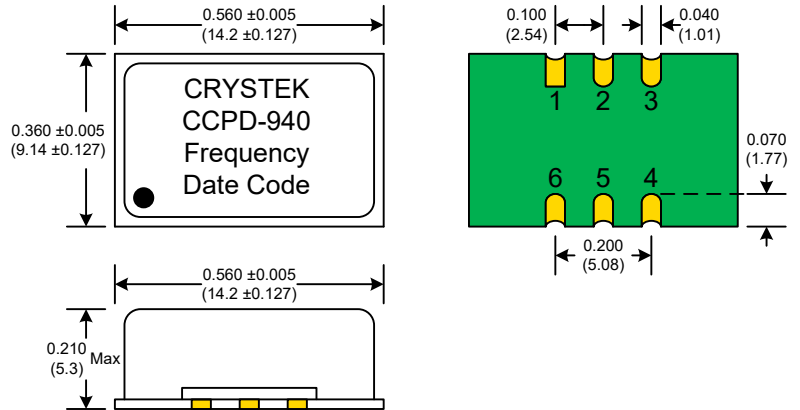 0.560 ±0.005
(14.2 ±0.127)
0.360 ±0.005
(9.14 ±0.127)
CRYSTEK
CCPD-940
Frequency
Date Code
0.100
(2.54)
0.040
(1.01)
1 2 3
6 5 4
0.070
(1.77)
0.200
(5.08)
0.560 ±0.005
(14.2 ±0.127)
0.210 Max
(5.3)